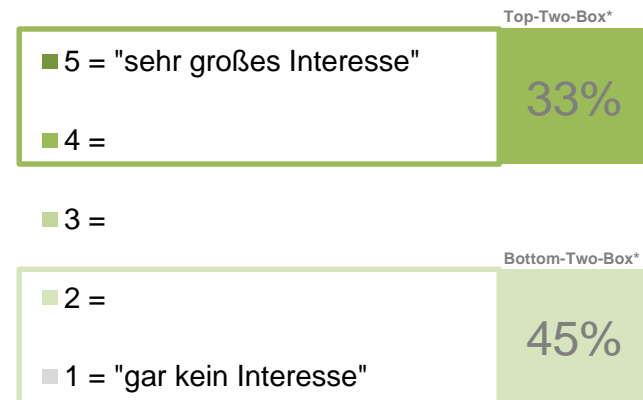 Top-Two-Box*
5 = "sehr großes Interesse"
33%
4 =
3 =
Bottom-Two-Box*
2 =
45%
1 = "gar kein Interesse"